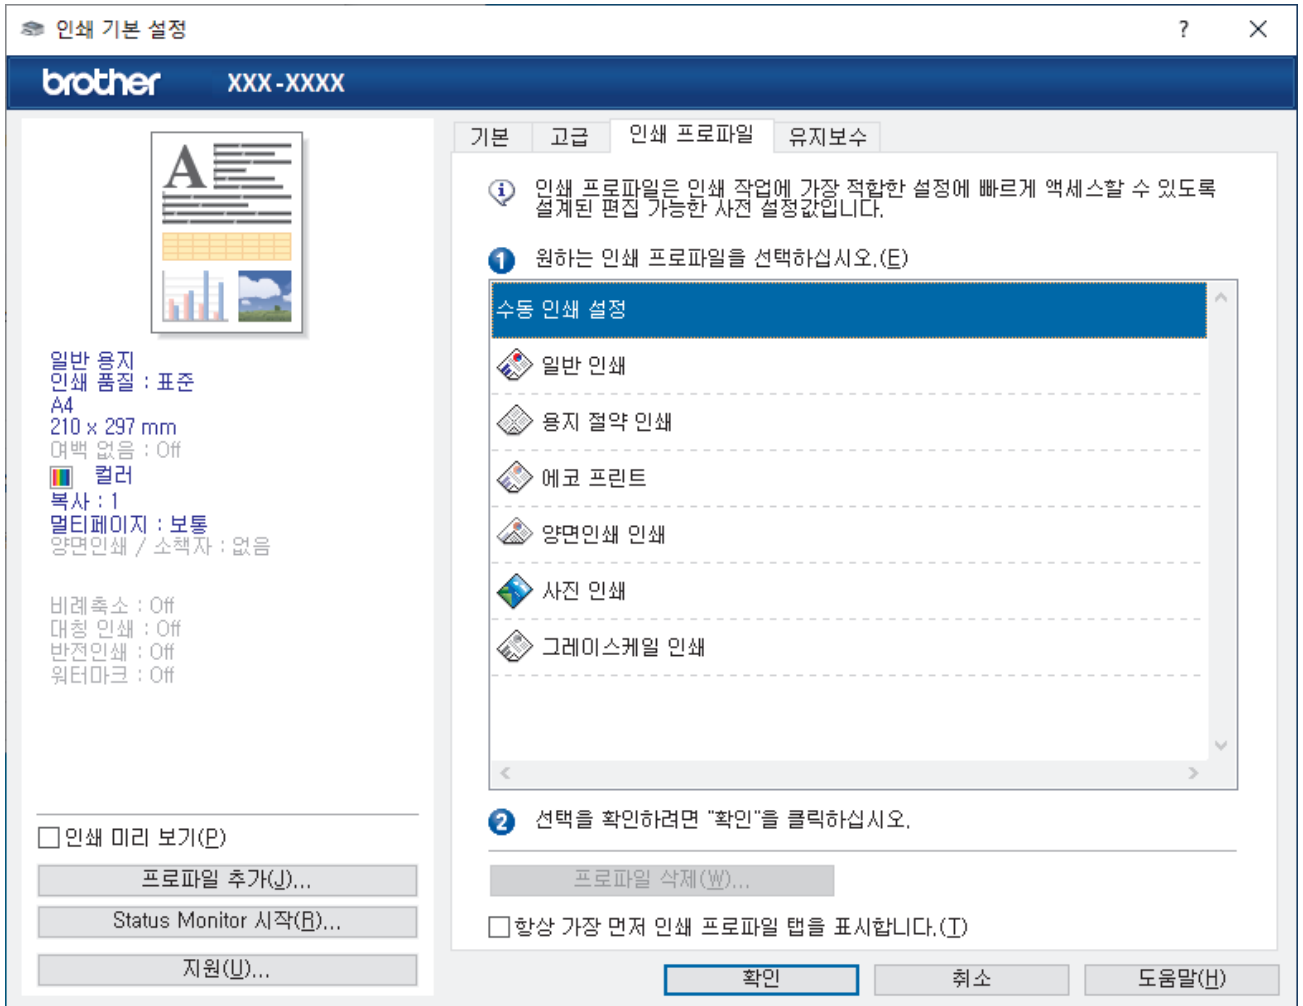 인쇄 기본 설정
?
brother XXX-XXXX
A
일반 용지
인쇄 품질 : 표준
A4
210 x 297 mm
여백 없음 : Off
컬러
복사 : 1
멀티페이지 : 보통
양면인쇄 / 소책자 : 없음
비례축소 : Off
대칭 인쇄 : Off
반전인쇄 : Off
워터마크 : Off
인쇄 미리 보기(P)
프로파일 추가(J)...
Status Monitor 시작(R)...
지원(U)...
기본 고급 인쇄 프로파일 유지보수
인쇄 프로파일은 인쇄 작업에 가장 적합한 설정에 빠르게 액세스할 수 있도록
설계된 편집 가능한 사전 설정값입니다.
1 원하는 인쇄 프로파일을 선택하십시오.(E)
수동 인쇄 설정
일반 인쇄
용지 절약 인쇄
에코 프린트
양면인쇄 인쇄
사진 인쇄
그레이스케일 인쇄
2 선택을 확인하려면 "확인"을 클릭하십시오.
프로파일 삭제(W)...
항상 가장 먼저 인쇄 프로파일 탭을 표시합니다.(T)
확인 취소 도움말(H)